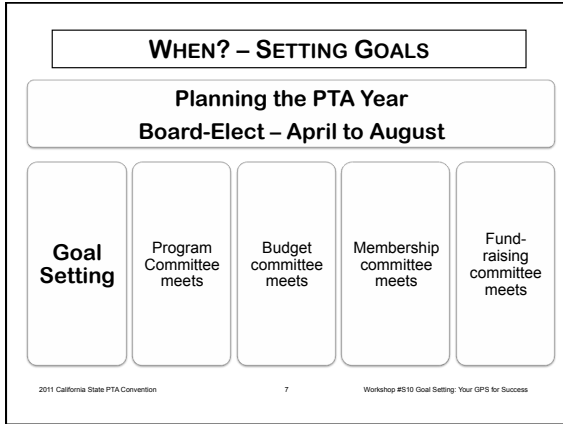 WHEN? – SETTING GOALS
Planning the PTA Year
Board-Elect – April to August
Goal
Setting
Program
Committee
meets
Budget
committee
meets
Membership
committee
meets
Fund-
raising
committee
meets
2011 California State PTA Convention
7
Workshop #S10 Goal Setting: Your GPS for Success